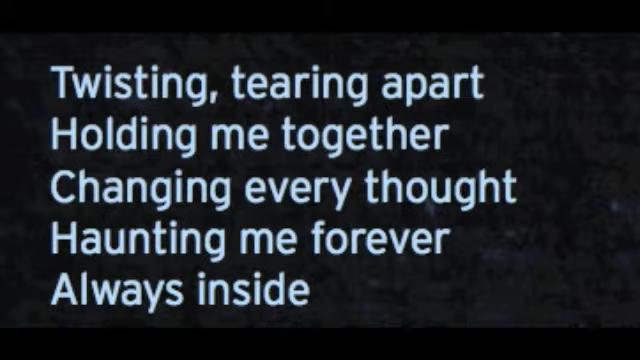 Twisting, tearing apart
Holding me together
Changing every thought
Haunting me forever
Always inside